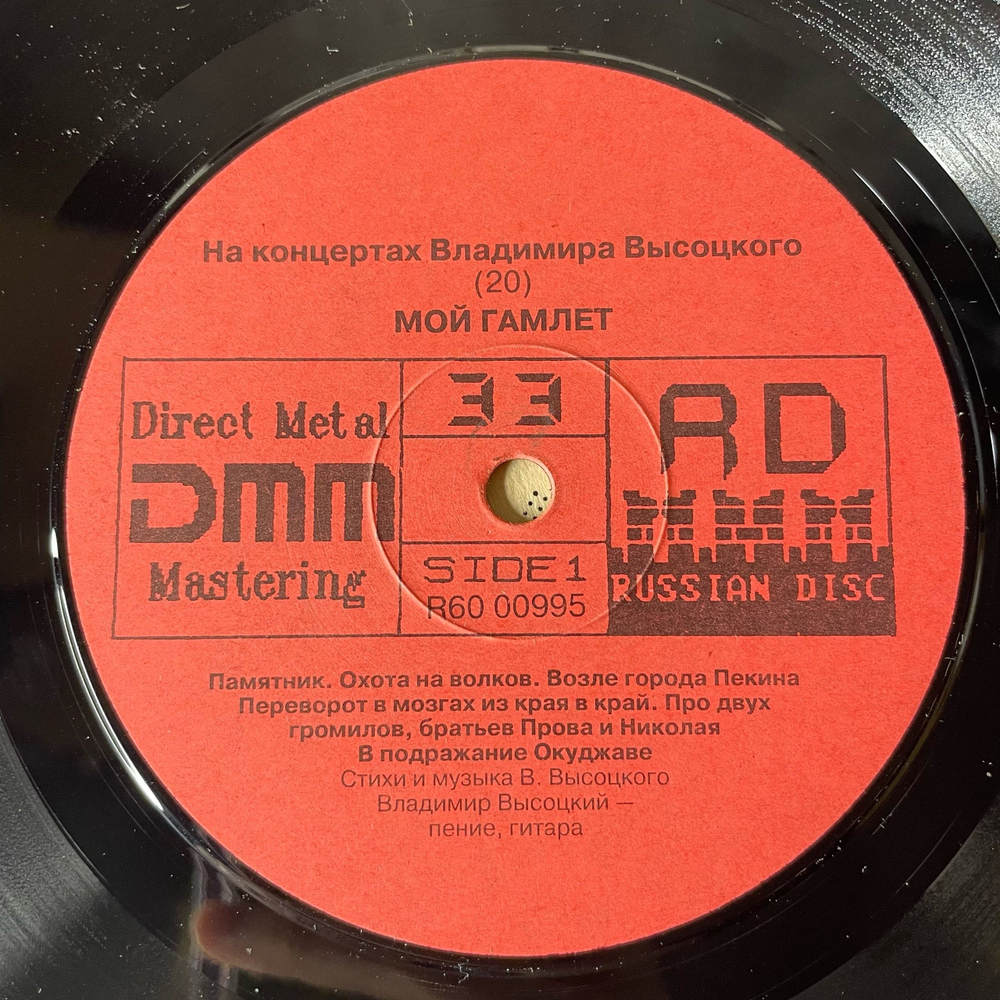 На концертах Владимира Высоцкого
(20)
МОЙ ГАМЛЕТ
Direct Metal
DMM
Mastering
33
SIDE 1
R60 00995
RD
RUSSIAN DISC
Памятник. Охота на волков. Возле города Пекина
Переворот в мозгах из края в край. Про двух
громилов, братьев Прова и Николая
В подражание Окуджаве
Стихи и музыка В. Высоцкого
Владимир Высоцкий —
пение, гитара